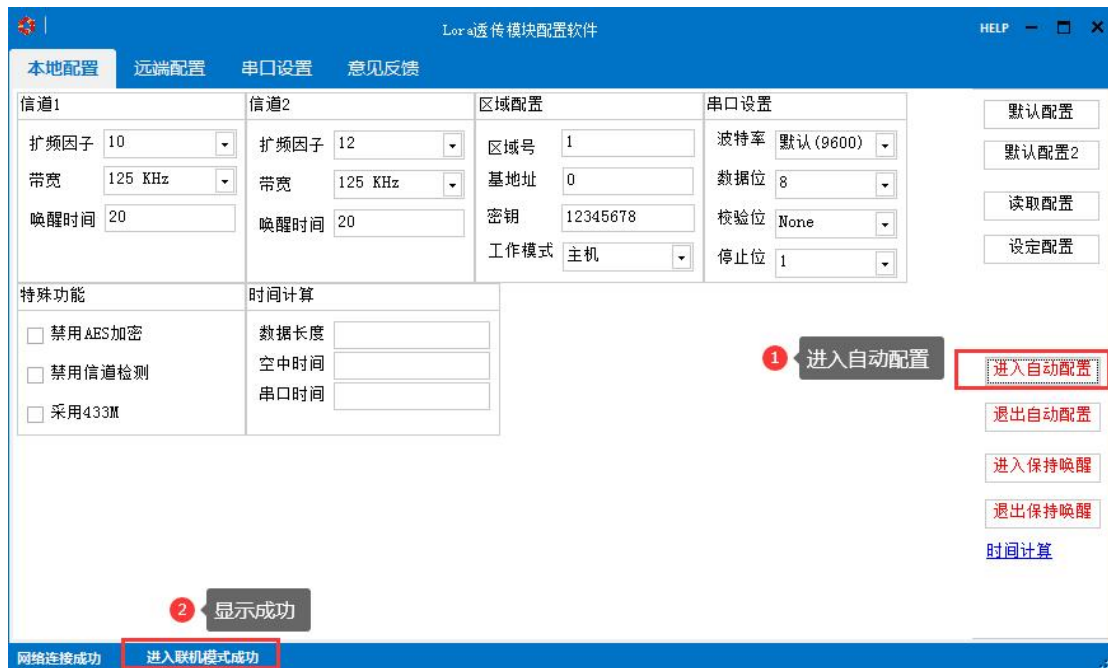 Lora透传模块配置软件
HELP
本地配置 远端配置 串口设置 意见反馈
信道1
扩频因子 10
带宽 125 KHz
唤醒时间 20
信道2
扩频因子 12
带宽 125 KHz
唤醒时间 20
区域配置
区域号 1
基地址 0
密钥 12345678
工作模式 主机
串口设置
波特率 默认(9600)
数据位 8
校验位 None
停止位 1
默认配置
默认配置2
读取配置
设定配置
特殊功能
禁用AES加密
禁用信道检测
采用433M
时间计算
数据长度
空中时间
串口时间
1 进入自动配置
进入自动配置
退出自动配置
进入保持唤醒
退出保持唤醒
时间计算
2 显示成功
网络连接成功 进入联机模式成功